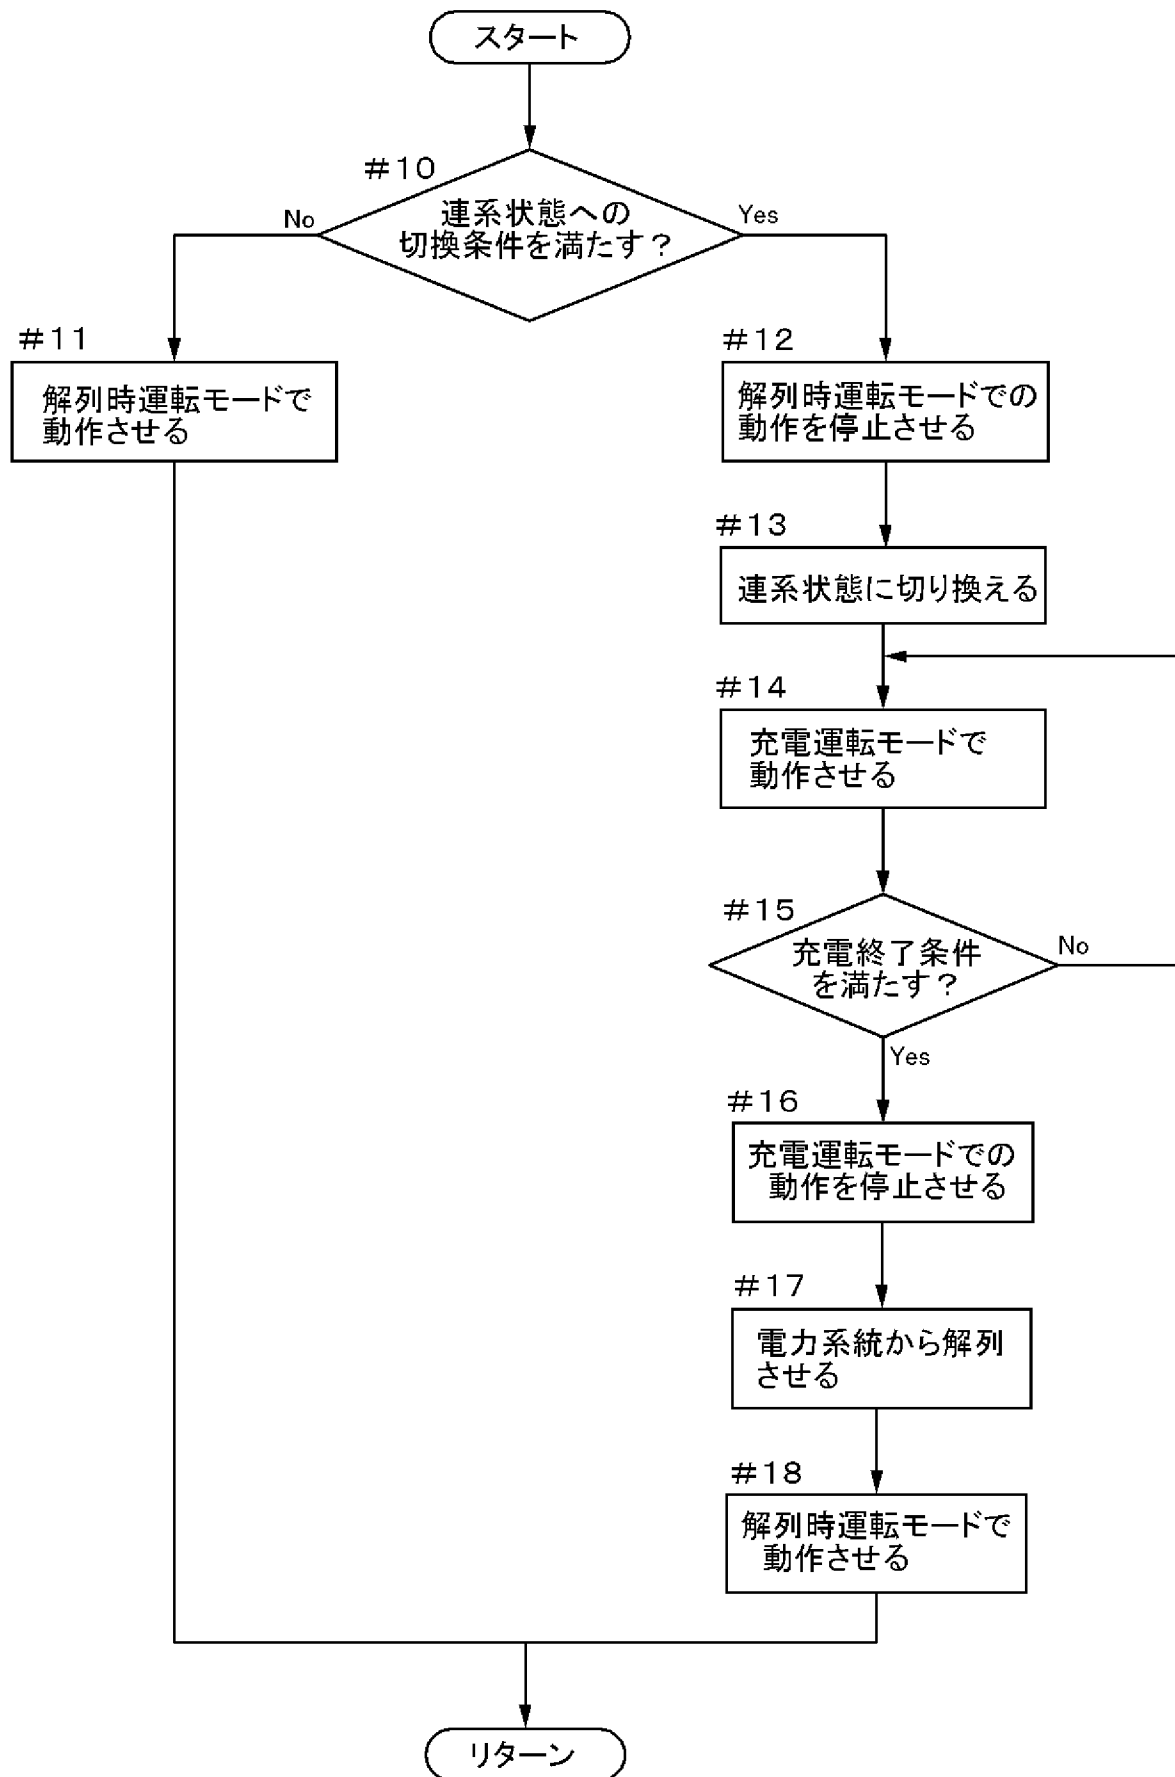 スタート
#10
連系状態への
切換条件を満たす？
No
Yes
#11
解列時運転モードで
動作させる
#12
解列時運転モードでの
動作を停止させる
#13
連系状態に切り換える
#14
充電運転モードで
動作させる
#15
充電終了条件
を満たす？
No
Yes
#16
充電運転モードでの
動作を停止させる
#17
電力系統から解列
させる
#18
解列時運転モードで
動作させる
リターン